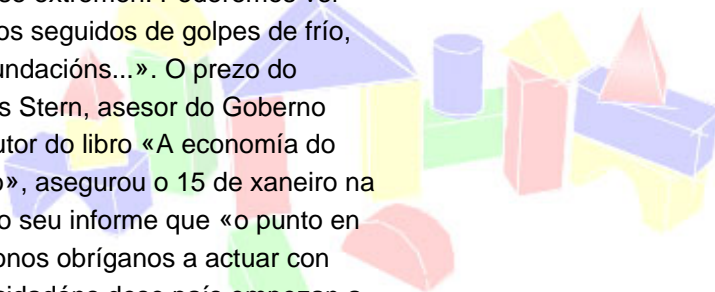 os seguidos de golpes de frío,
undacións...». O prezo do
s Stern, asesor do Goberno
utor do libro «A economía do
o», asegurou o 15 de xaneiro na
o seu informe que «o punto en
onos obríganos a actuar con